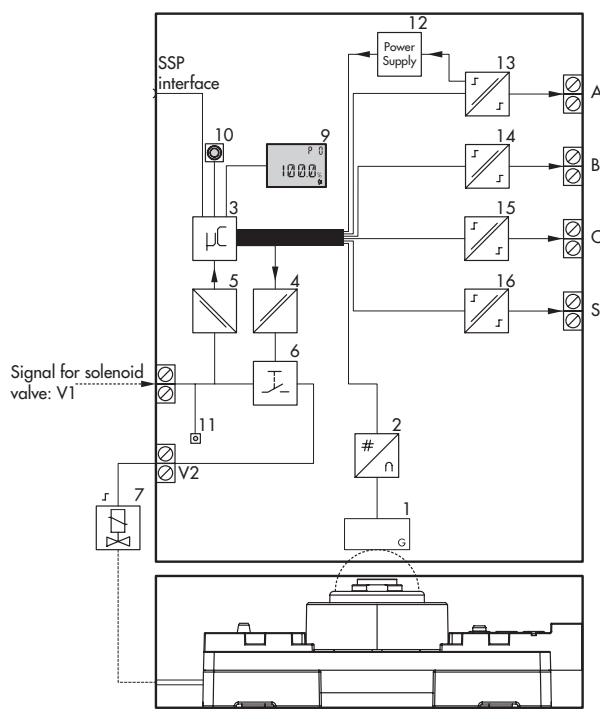 12
Power
Supply
13
A
SSP
interface
10
9
P 0
100.0 %
14
B
3
µC
15
C
5
4
16
S
6
Signal for solenoid
valve: V1
11
2
#
∩
V2
7
1
G